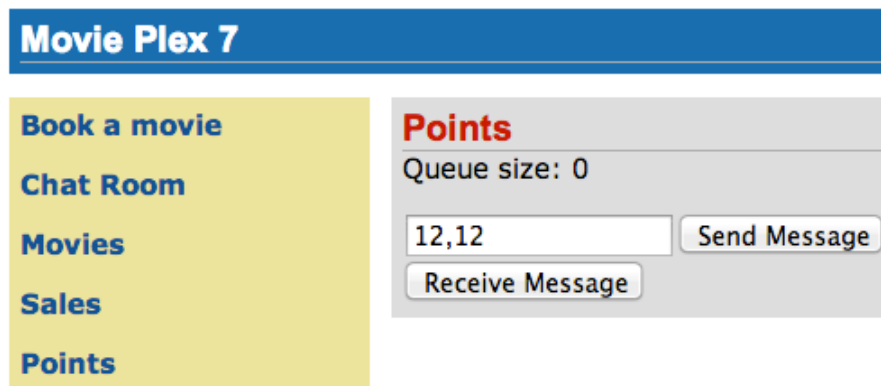 Movie Plex 7
Book a movie
Chat Room
Movies
Sales
Points
Points
Queue size: 0
12,12 Send Message
Receive Message